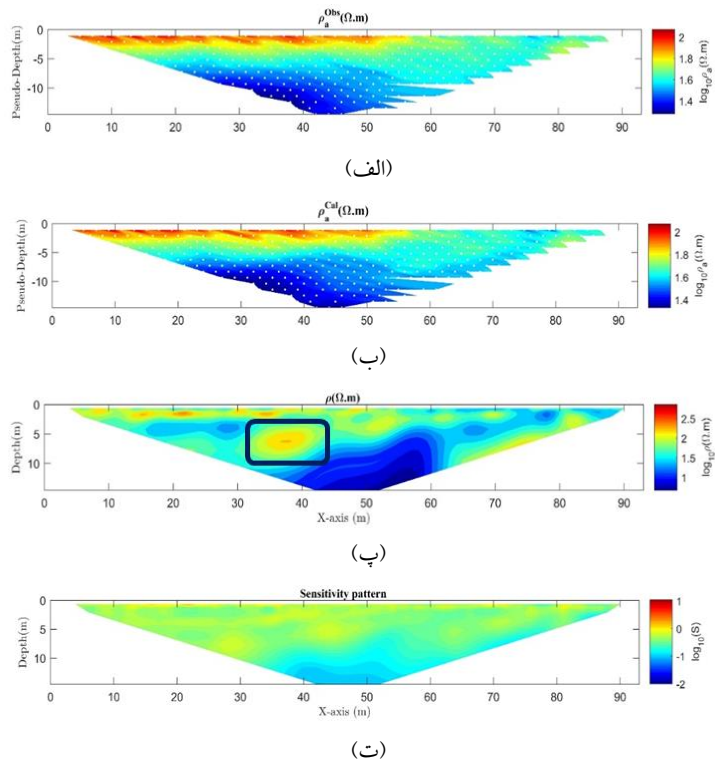 ρₐᴼᵇˢ(Ω.m)
0
-5
-10
Pseudo-Depth(m)
0 10 20 30 40 50 60 70 80 90
2
1.8
1.6
1.4
log₁₀ρₐ(Ω.m)
(الف)
ρₐᶜᵃˡ(Ω.m)
0
-5
-10
Pseudo-Depth(m)
0 10 20 30 40 50 60 70 80 90
2
1.8
1.6
1.4
log₁₀ρₐ(Ω.m)
(ب)
ρ(Ω.m)
0
5
10
Depth(m)
0 10 20 30 40 50 60 70 80 90
X-axis (m)
2.5
2
1.5
1
log₁₀ρ(Ω.m)
(پ)
Sensitivity pattern
0
5
10
Depth(m)
0 10 20 30 40 50 60 70 80 90
X-axis (m)
1
0
-1
-2
log₁₀(S)
(ت)